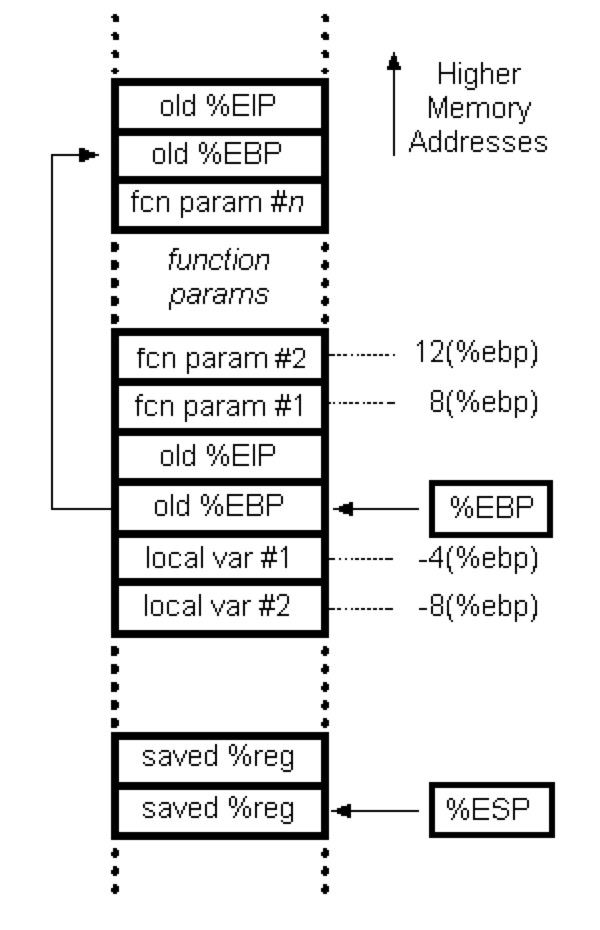 Higher
Memory
Addresses
old %EIP
old %EBP
fcn param #n
function
params
fcn param #2
12(%ebp)
fcn param #1
8(%ebp)
old %EIP
old %EBP
%EBP
local var #1
-4(%ebp)
local var #2
-8(%ebp)
saved %reg
saved %reg
%ESP